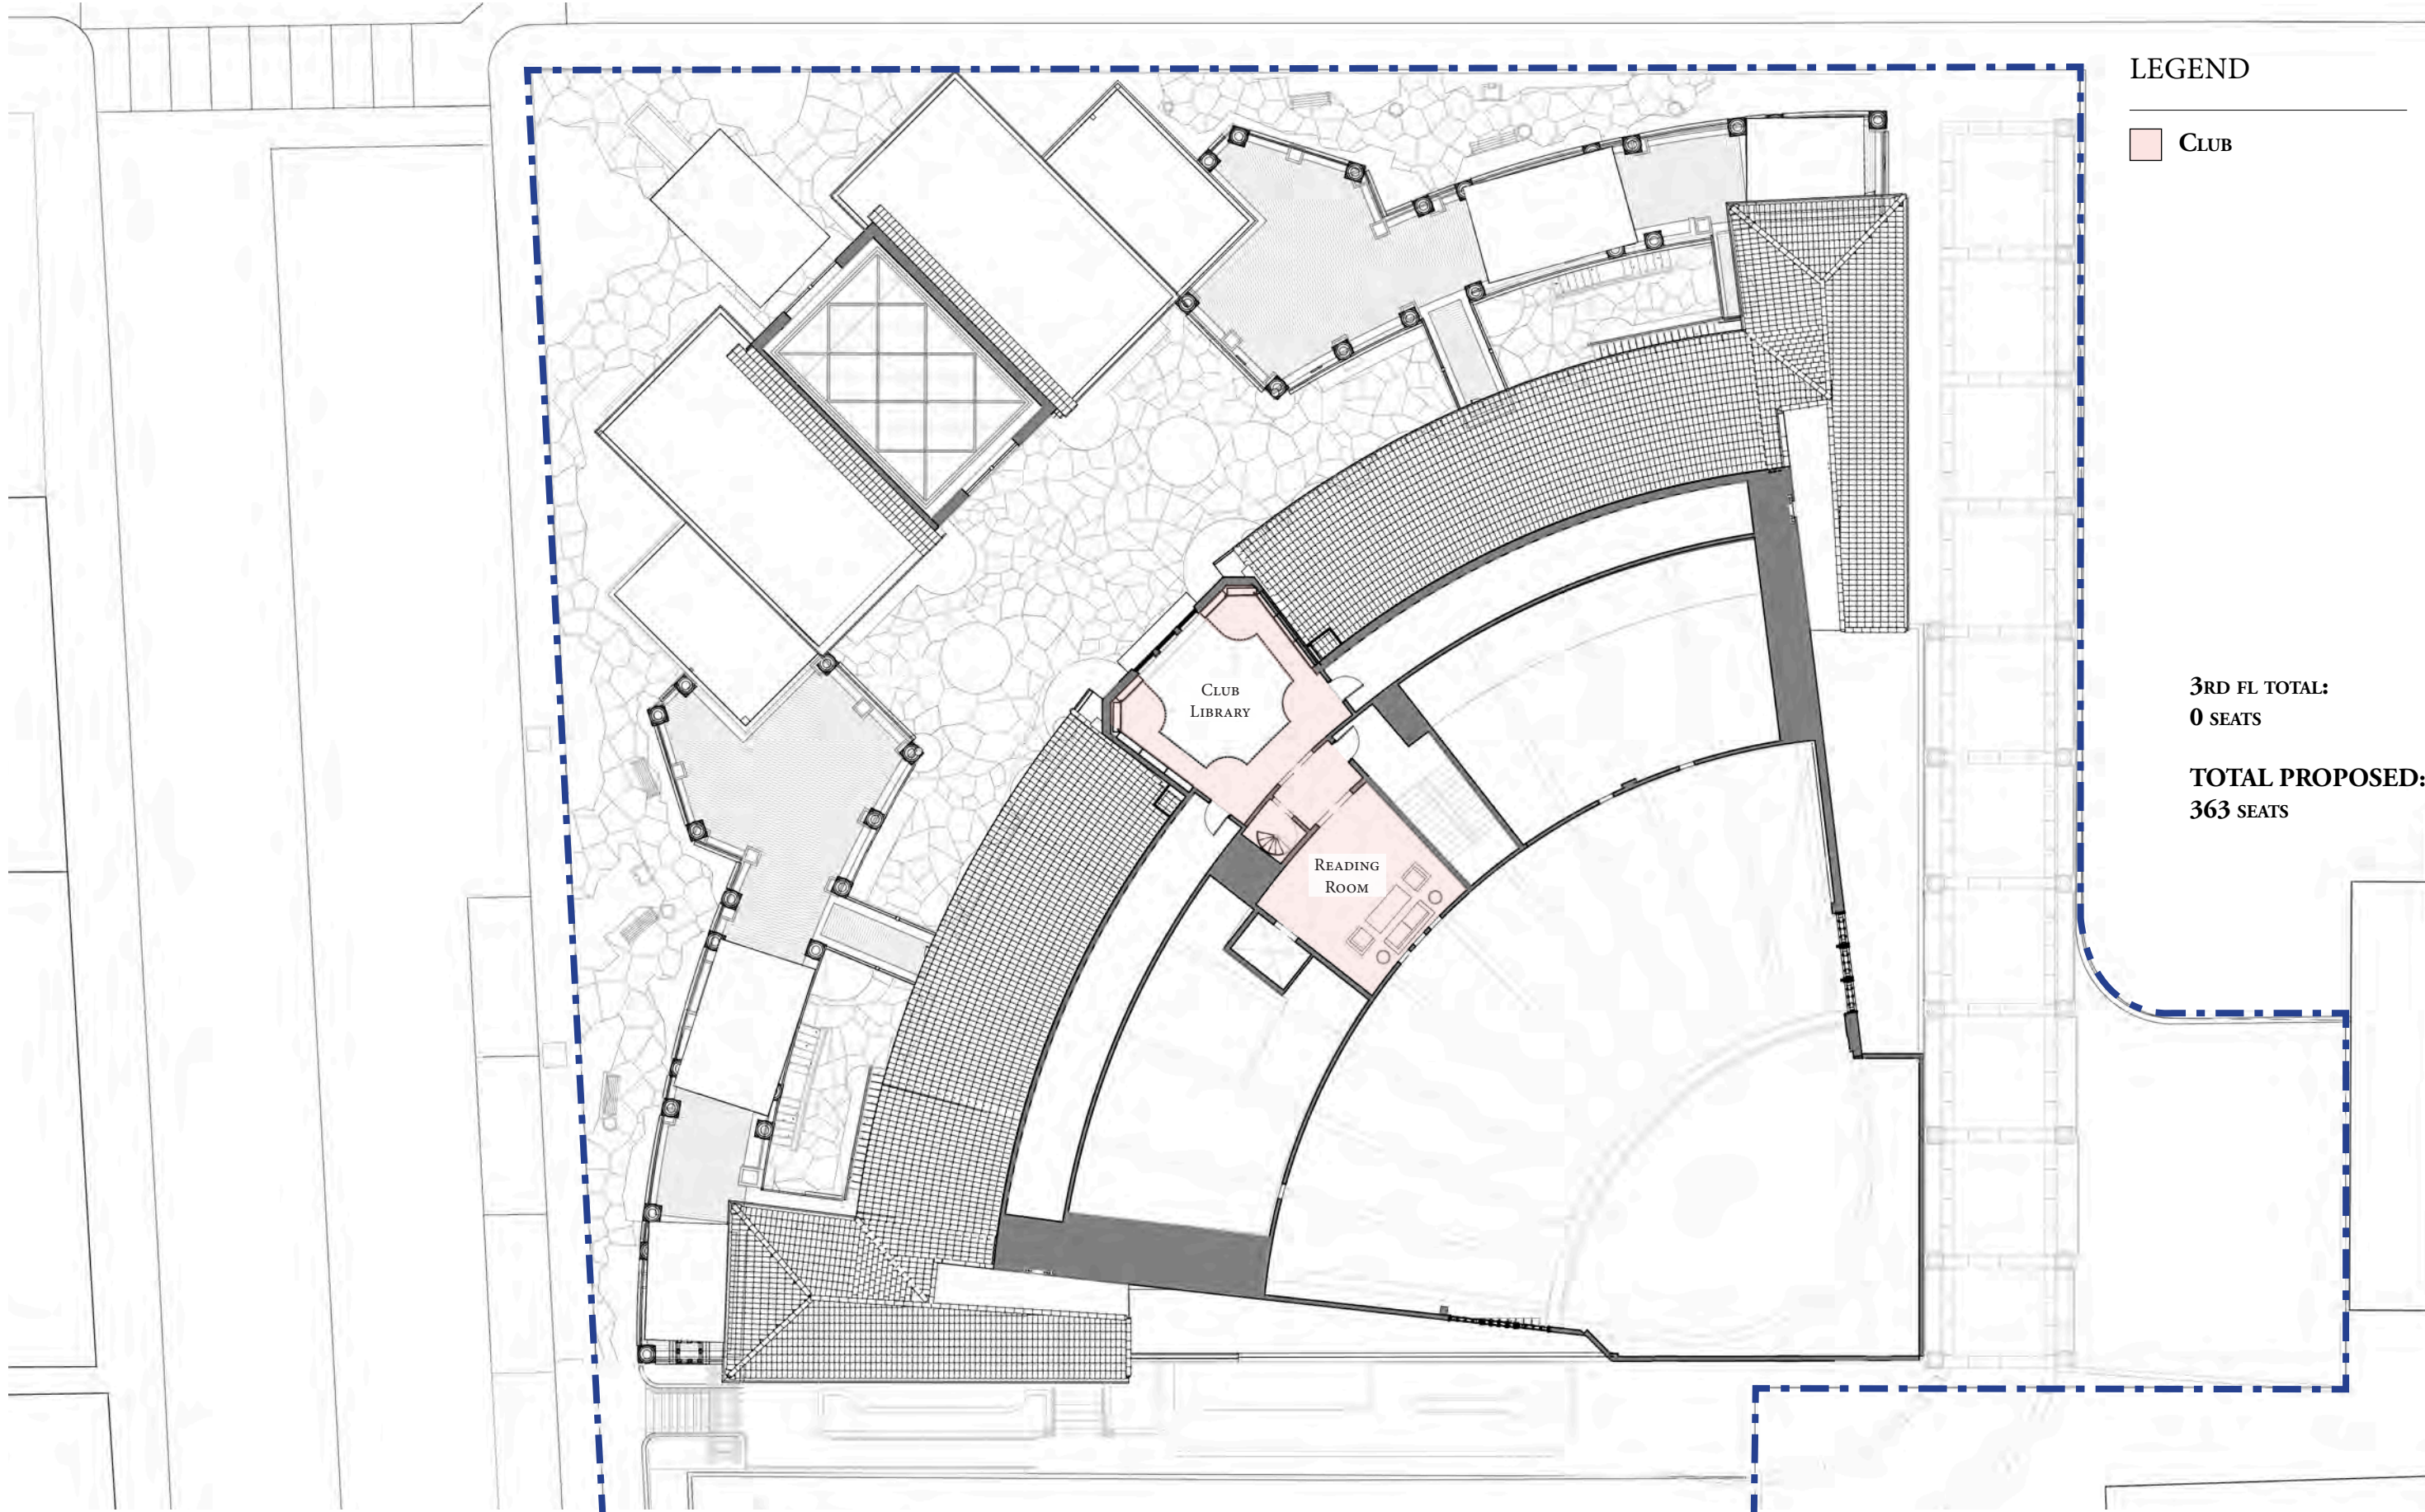 LEGEND
Club
Club
Library
Reading
Room
3rd fl total:
0 seats
TOTAL PROPOSED:
363 seats